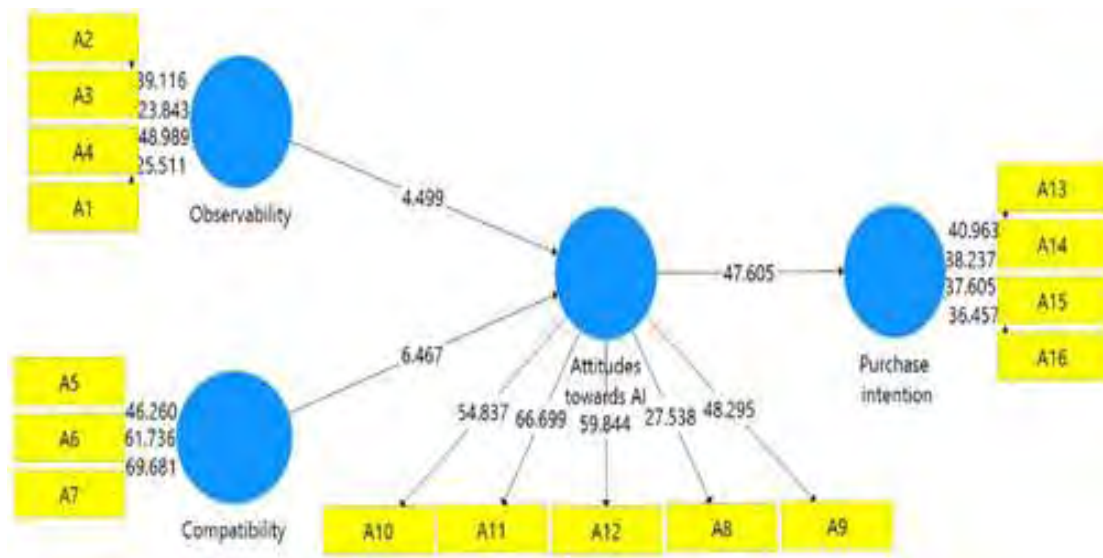 A2
A3
A4
A1
39.116
23.843
48.989
25.511
Observability
4.499
A5
A6
A7
46.260
61.736
69.681
Compatibility
6.467
Attitudes
towards AI
47.605
54.837
66.699
59.844
27.538
48.295
A10
A11
A12
A8
A9
Purchase
intention
40.963
38.237
37.605
36.457
A13
A14
A15
A16